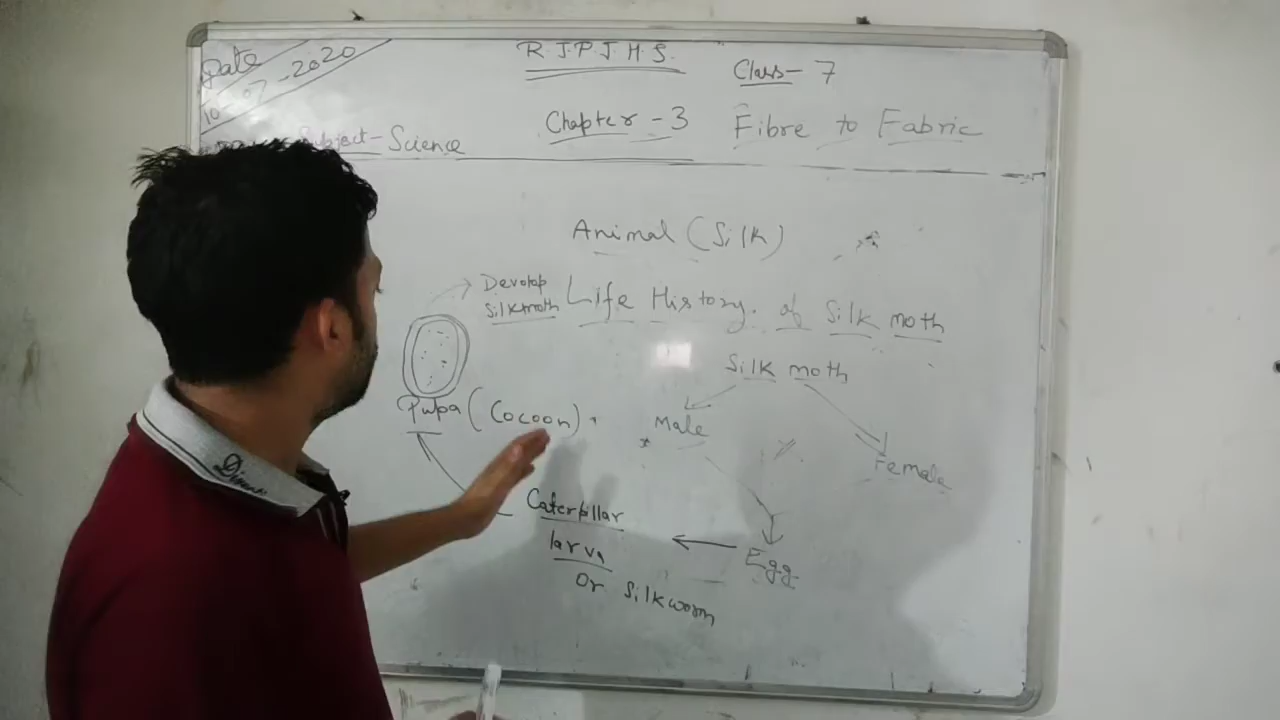 Date
10-07-2020
R.J.P.J.H.S.
Class-7
Subject-Science
Chapter-3 Fibre to Fabric
Animal (Silk)
Life History of Silk moth
Develop
Silkmoth
Silk moth
Pupa (Cocoon)
Male
Female
Caterpillar
larva
Or Silkworm
Egg